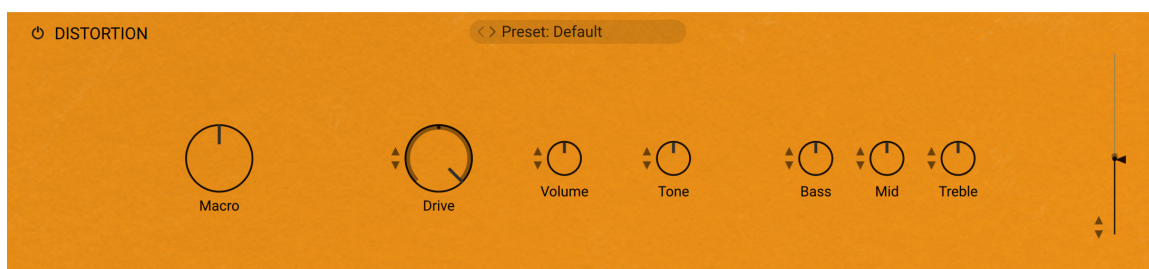 DISTORTION
Preset: Default
Macro
Drive
Volume
Tone
Bass
Mid
Treble